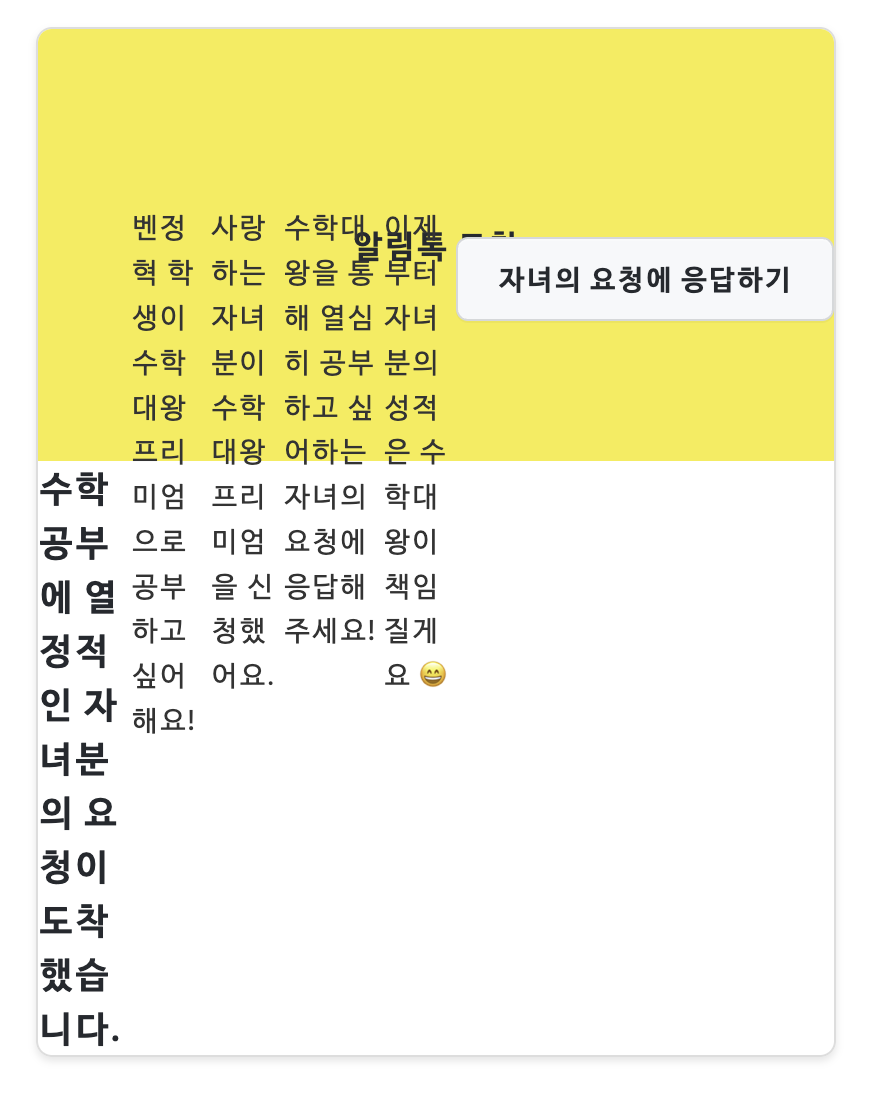 알림톡 도착
자녀의 요청에 응답하기
수학
공부
에 열
정적
인 자
녀분
의 요
청이
도착
했습
니다.
벤정
혁 학
생이
수학
대왕
프리
미엄
으로
공부
하고
싶어
해요!
사랑
하는
자녀
분이
수학
대왕
프리
미엄
을 신
청했
어요.
수학대
왕을 통
해 열심
히 공부
하고 싶
어하는
자녀의
요청에
응답해
주세요!
이제
부터
자녀
분의
성적
은 수
학대
왕이
책임
질게
요 😄